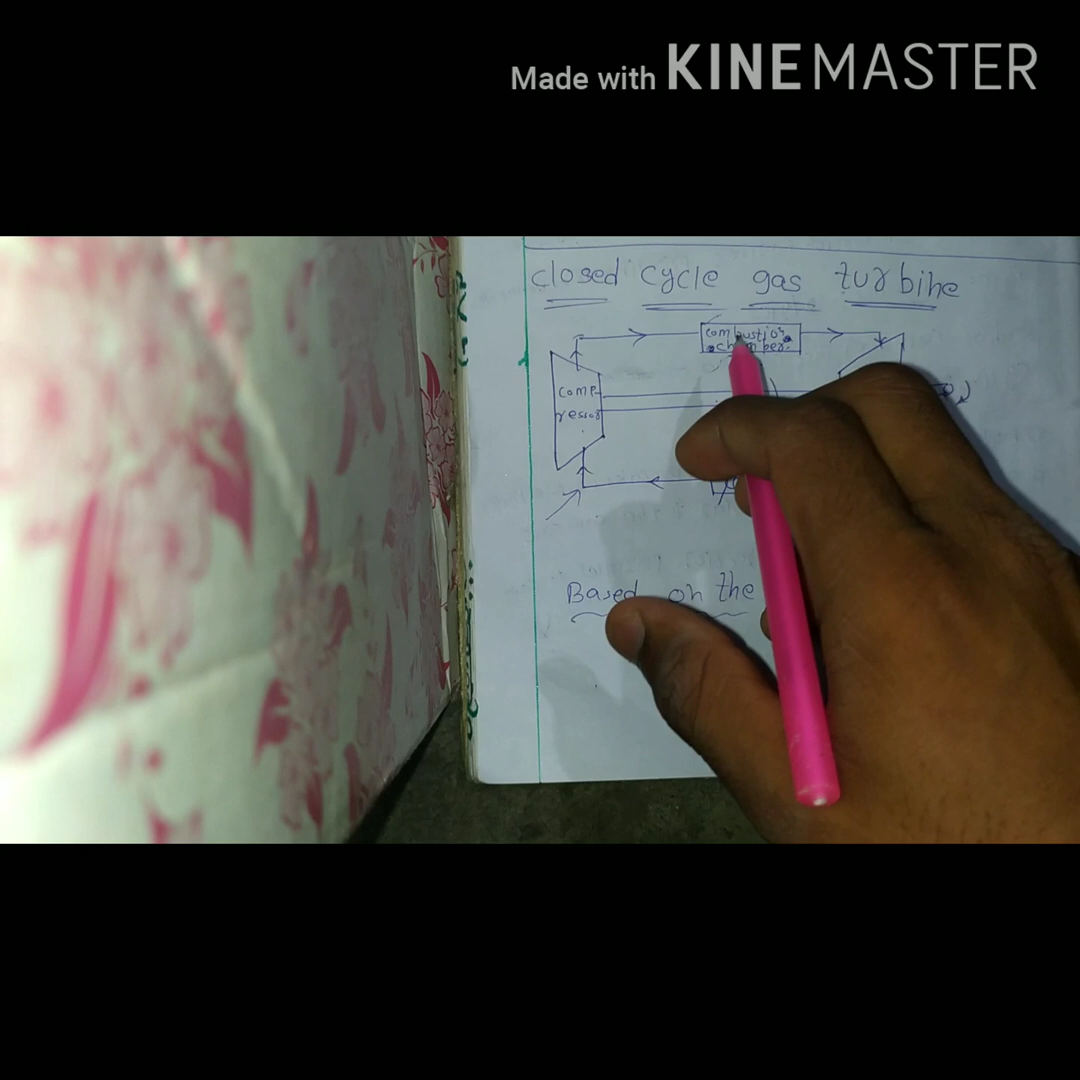 Made with KINEMASTER
closed cycle gas turbine
combustion
chamber.
comp-
ressor
Based on the